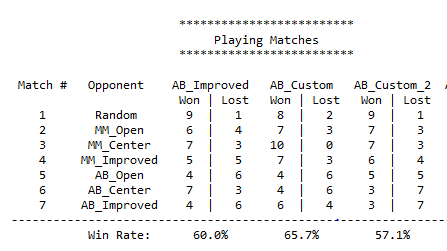 *************************
Playing Matches
*************************
Match # Opponent AB_Improved AB_Custom AB_Custom_2
Won | Lost Won | Lost Won | Lost
1 Random 9 | 1 8 | 2 9 | 1
2 MM_Open 6 | 4 7 | 3 7 | 3
3 MM_Center 7 | 3 10 | 0 7 | 3
4 MM_Improved 5 | 5 7 | 3 6 | 4
5 AB_Open 4 | 6 4 | 6 5 | 5
6 AB_Center 7 | 3 4 | 6 3 | 7
7 AB_Improved 4 | 6 6 | 4 3 | 7
--------------------------------------------------------------------------
Win Rate: 60.0% 65.7% 57.1%